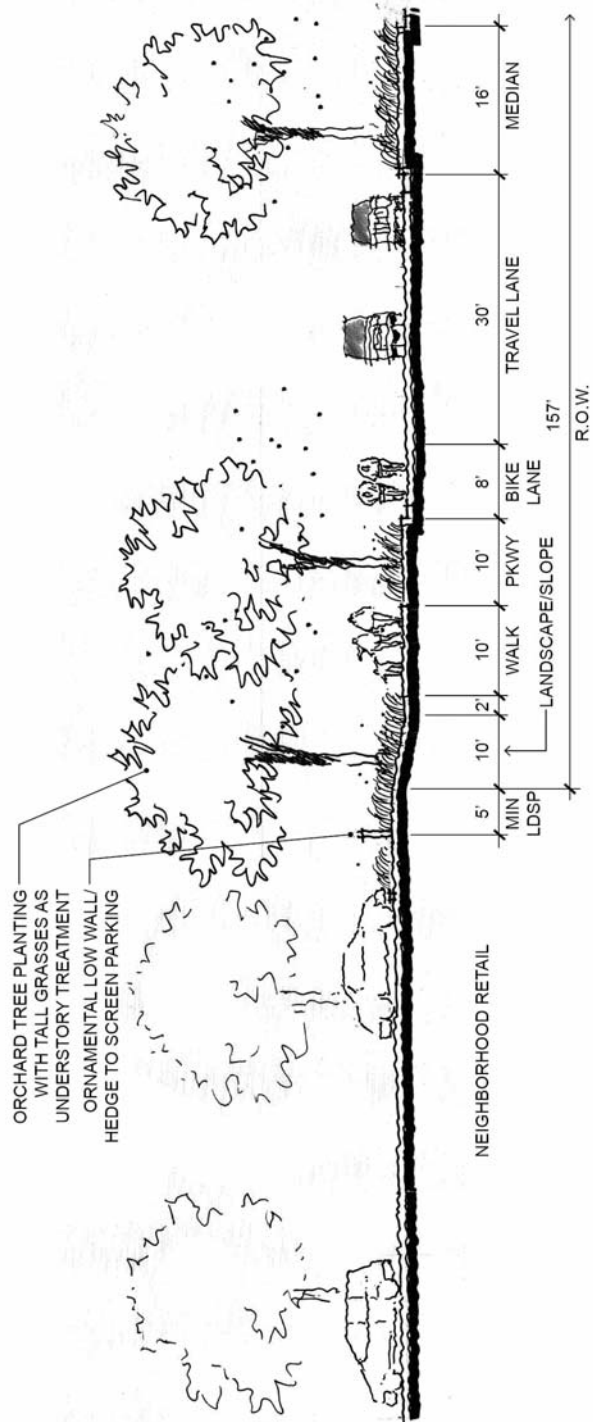 ORCHARD TREE PLANTING
WITH TALL GRASSES AS
UNDERSTORY TREATMENT
ORNAMENTAL LOW WALL/
HEDGE TO SCREEN PARKING
NEIGHBORHOOD RETAIL
5'
MIN
LDSP
10'
2'
10'
WALK
10'
PKWY
8'
BIKE
LANE
30'
TRAVEL LANE
16'
MEDIAN
LANDSCAPE/SLOPE
157'
R.O.W.